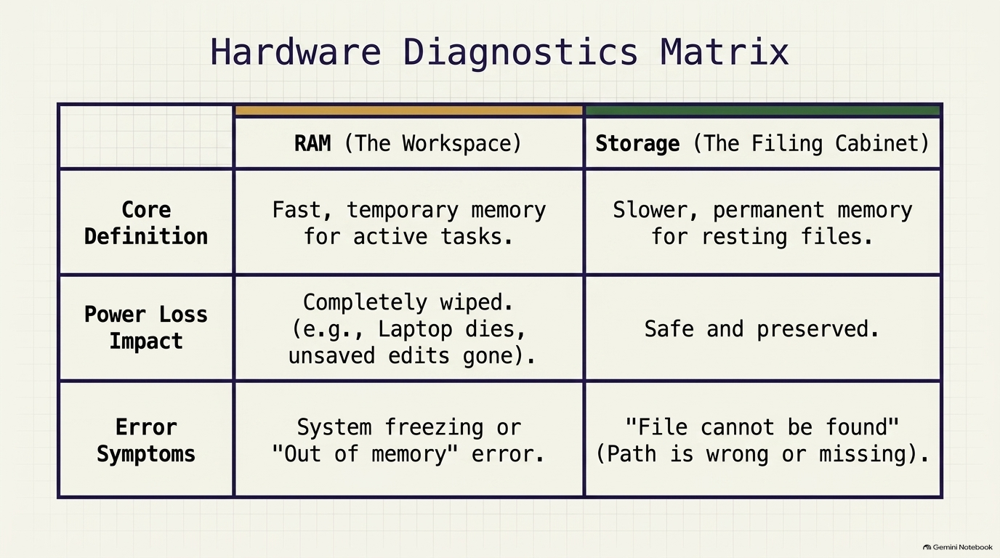 Hardware Diagnostics Matrix
RAM (The Workspace)
Storage (The Filing Cabinet)
Core
Definition
Fast, temporary memory
for active tasks.
Slower, permanent memory
for resting files.
Power Loss
Impact
Completely wiped.
(e.g., Laptop dies,
unsaved edits gone).
Safe and preserved.
Error
Symptoms
System freezing or
"Out of memory" error.
"File cannot be found"
(Path is wrong or missing).
Gemini Notebook